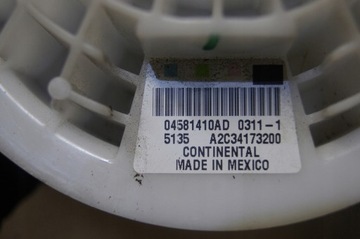 04581410AD 0311-1
5135 A2C34173200
CONTINENTAL
MADE IN MEXICO